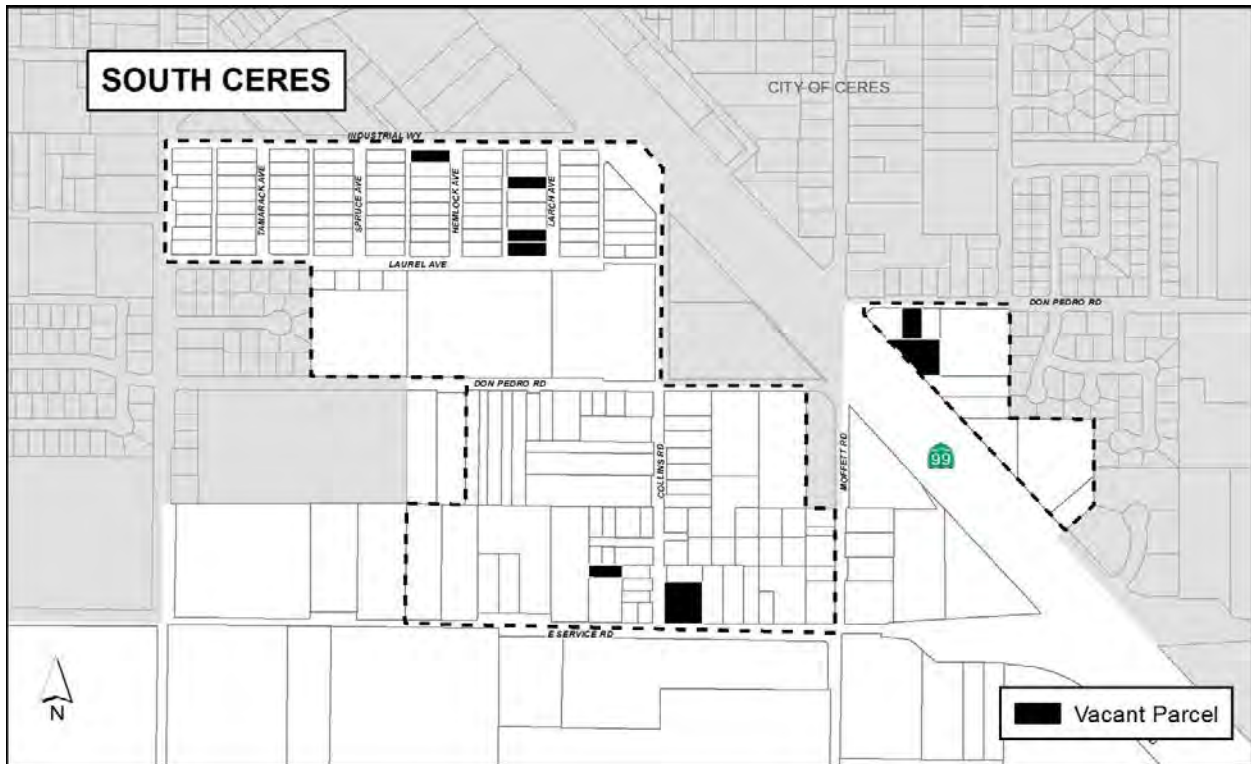 SOUTH CERES
CITY OF CERES
INDUSTRIAL WY
TAMARACK AVE
SPRUCE AVE
HEMLOCK AVE
LARCH AVE
LAUREL AVE
DON PEDRO RD
DON PEDRO RD
COLLINS RD
MOFFETT RD
99
E SERVICE RD
N
Vacant Parcel